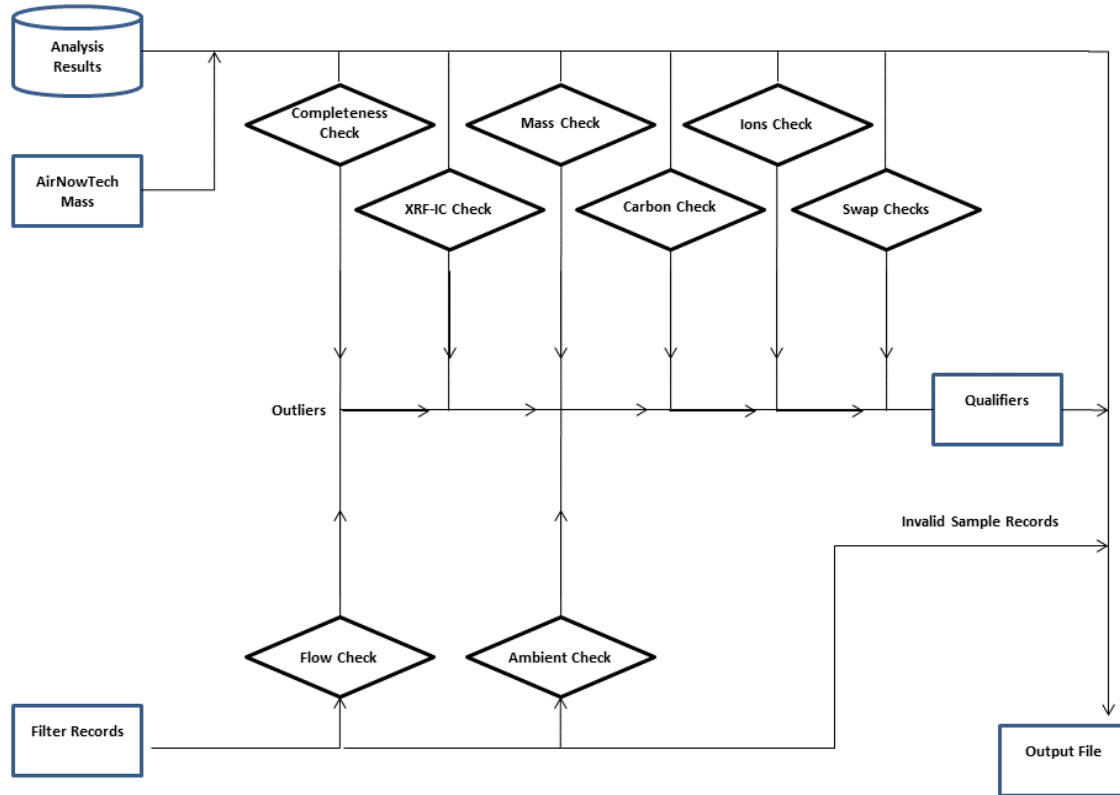 Analysis
Results
Completeness
Check
Mass Check
Ions Check
AirNowTech
Mass
XRF-IC Check
Carbon Check
Swap Checks
Outliers
Qualifiers
Invalid Sample Records
Flow Check
Ambient Check
Filter Records
Output File